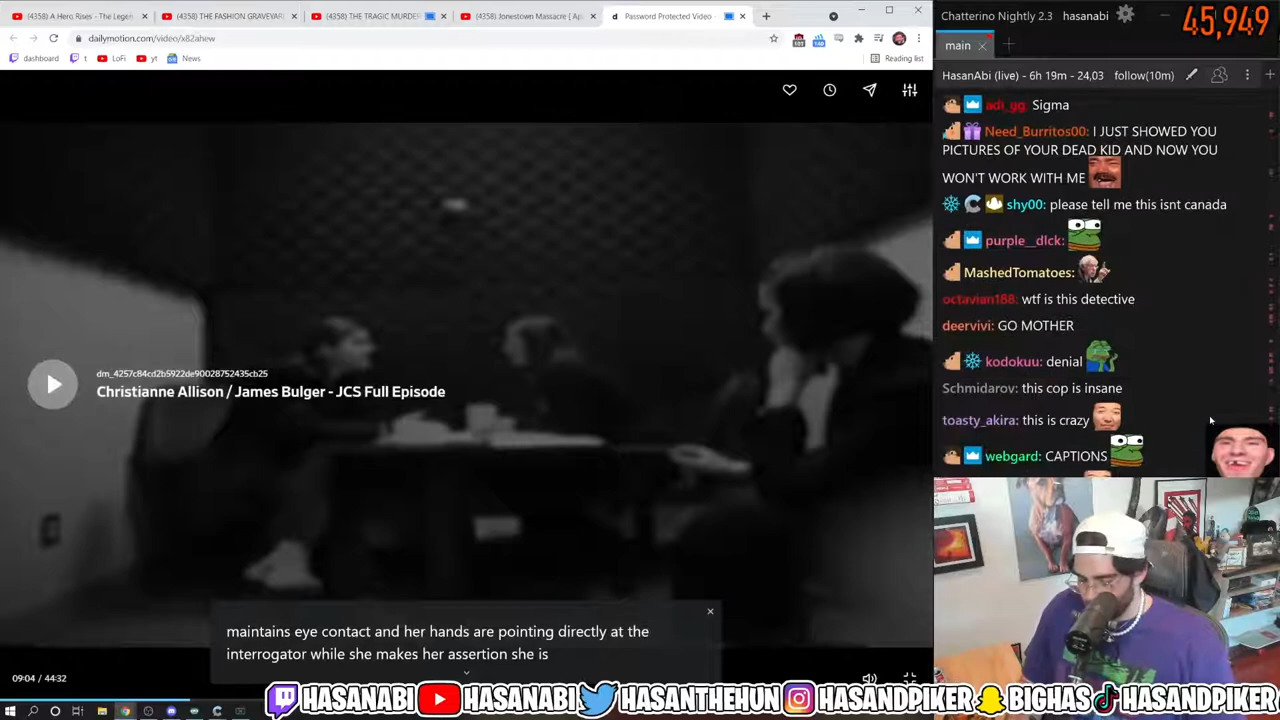 (4358) A Hero Rises - The Legen
(4358) THE FASHION GRAVEYAR
(4358) THE TRAGIC MURDER
(4358) Jonestown Massacre ( Ap
Password Protected Video -
dailymotion.com/video/x82ahew
dashboard
t
LoFi
yt
News
Reading list
dm_4257c84cd2b5922de90028752435cb25
Christianne Allison / James Bulger - JCS Full Episode
maintains eye contact and her hands are pointing directly at the
interrogator while she makes her assertion she is
09:04 / 44:32
Chatterino Nightly 2.3
hasanabi
45,949
main
HasanAbi (live) - 6h 19m - 24,03
follow(10m)
adi_gg: Sigma
Need_Burritos00: I JUST SHOWED YOU
PICTURES OF YOUR DEAD KID AND NOW YOU
WON'T WORK WITH ME
shy00: please tell me this isnt canada
purple__dlck:
MashedTomatoes:
octavian188: wtf is this detective
deervivi: GO MOTHER
kodokuu: denial
Schmidarov: this cop is insane
toasty_akira: this is crazy
webgard: CAPTIONS
HASANABI
HASANABI
HASANTHEHUN
HASANDPIKER
BIGHAS
HASANDPIKER